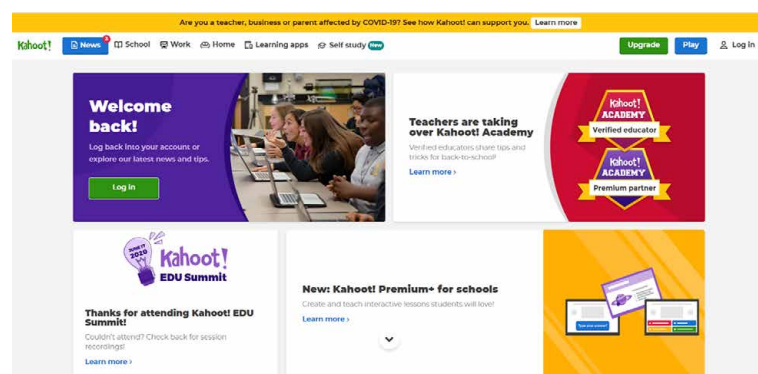 Are you a teacher, business or parent affected by COVID-19? See how Kahoot! can support you. Learn more
Kahoot! News School Work Home Learning apps Self study New Upgrade Play Log in
Welcome
back!
Log back into your account or
explore our latest news and tips.
Log in
Teachers are taking
over Kahoot! Academy
Verified educators share tips and
tricks for back-to-school!
Learn more ›
Kahoot!
ACADEMY
Verified educator
Kahoot!
ACADEMY
Premium partner
JUNE 17
2020
Kahoot!
EDU Summit
Thanks for attending Kahoot! EDU
Summit!
Couldn't attend? Check back for session
recordings!
Learn more ›
New: Kahoot! Premium+ for schools
Create and teach interactive lessons students will love!
Learn more ›